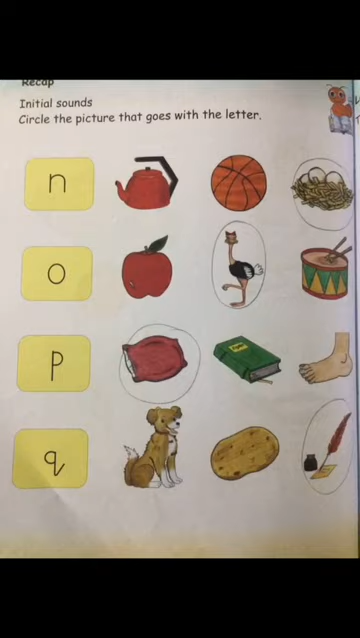 Recap
Initial sounds
Circle the picture that goes with the letter.
n
o
p
q